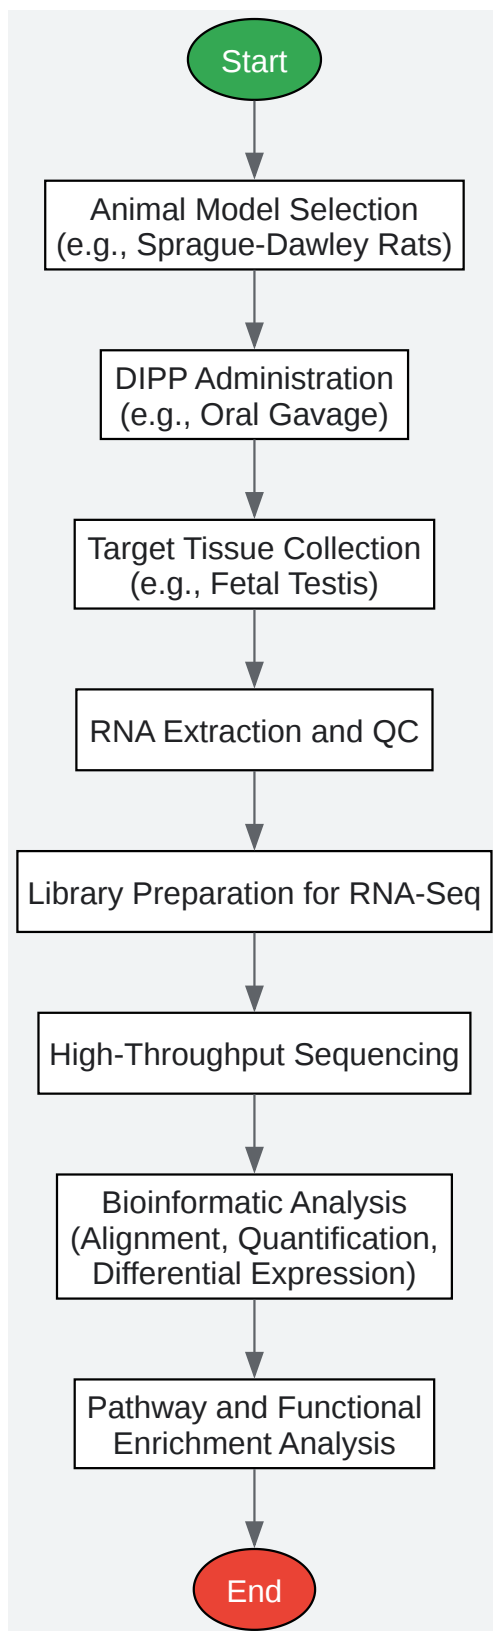 Start
Animal Model Selection
(e.g., Sprague-Dawley Rats)
DIPP Administration
(e.g., Oral Gavage)
Target Tissue Collection
(e.g., Fetal Testis)
RNA Extraction and QC
Library Preparation for RNA-Seq
High-Throughput Sequencing
Bioinformatic Analysis
(Alignment, Quantification,
Differential Expression)
Pathway and Functional
Enrichment Analysis
End